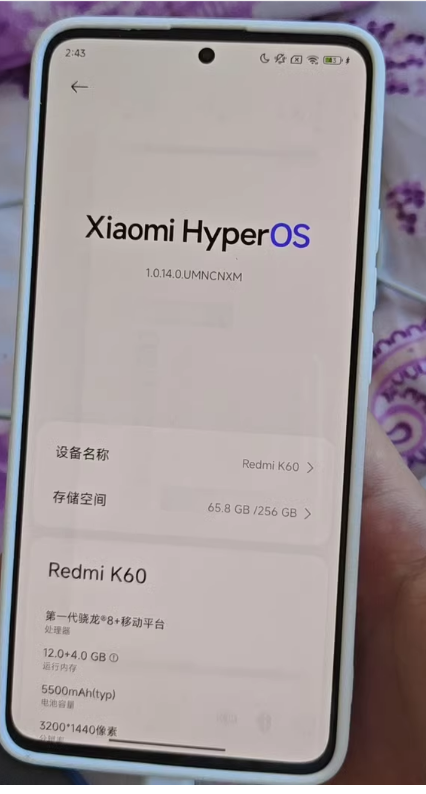 2:43
Xiaomi HyperOS
1.0.14.0.UMNCNXM
设备名称
Redmi K60
存储空间
65.8 GB /256 GB
Redmi K60
第一代骁龙®8+移动平台
处理器
12.0+4.0 GB
运行内存
5500mAh(typ)
电池容量
3200*1440像素